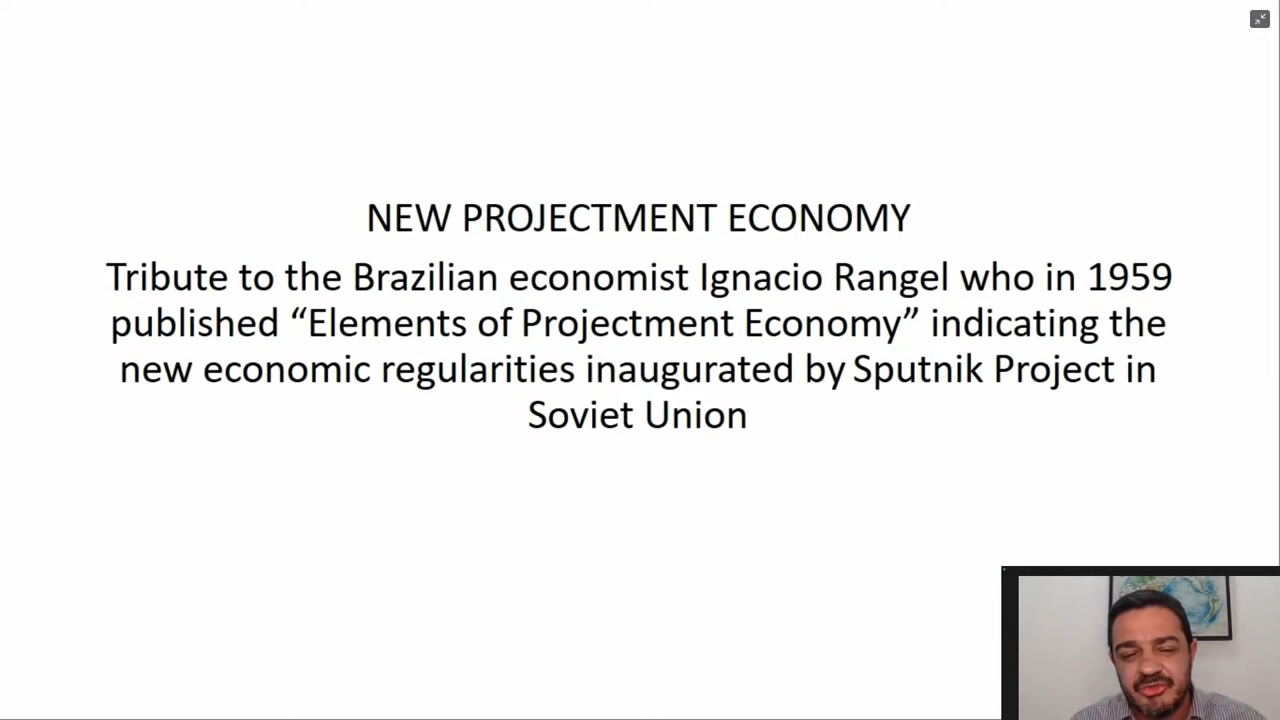 NEW PROJECTMENT ECONOMY
Tribute to the Brazilian economist Ignacio Rangel who in 1959
published “Elements of Projectment Economy” indicating the
new economic regularities inaugurated by Sputnik Project in
Soviet Union